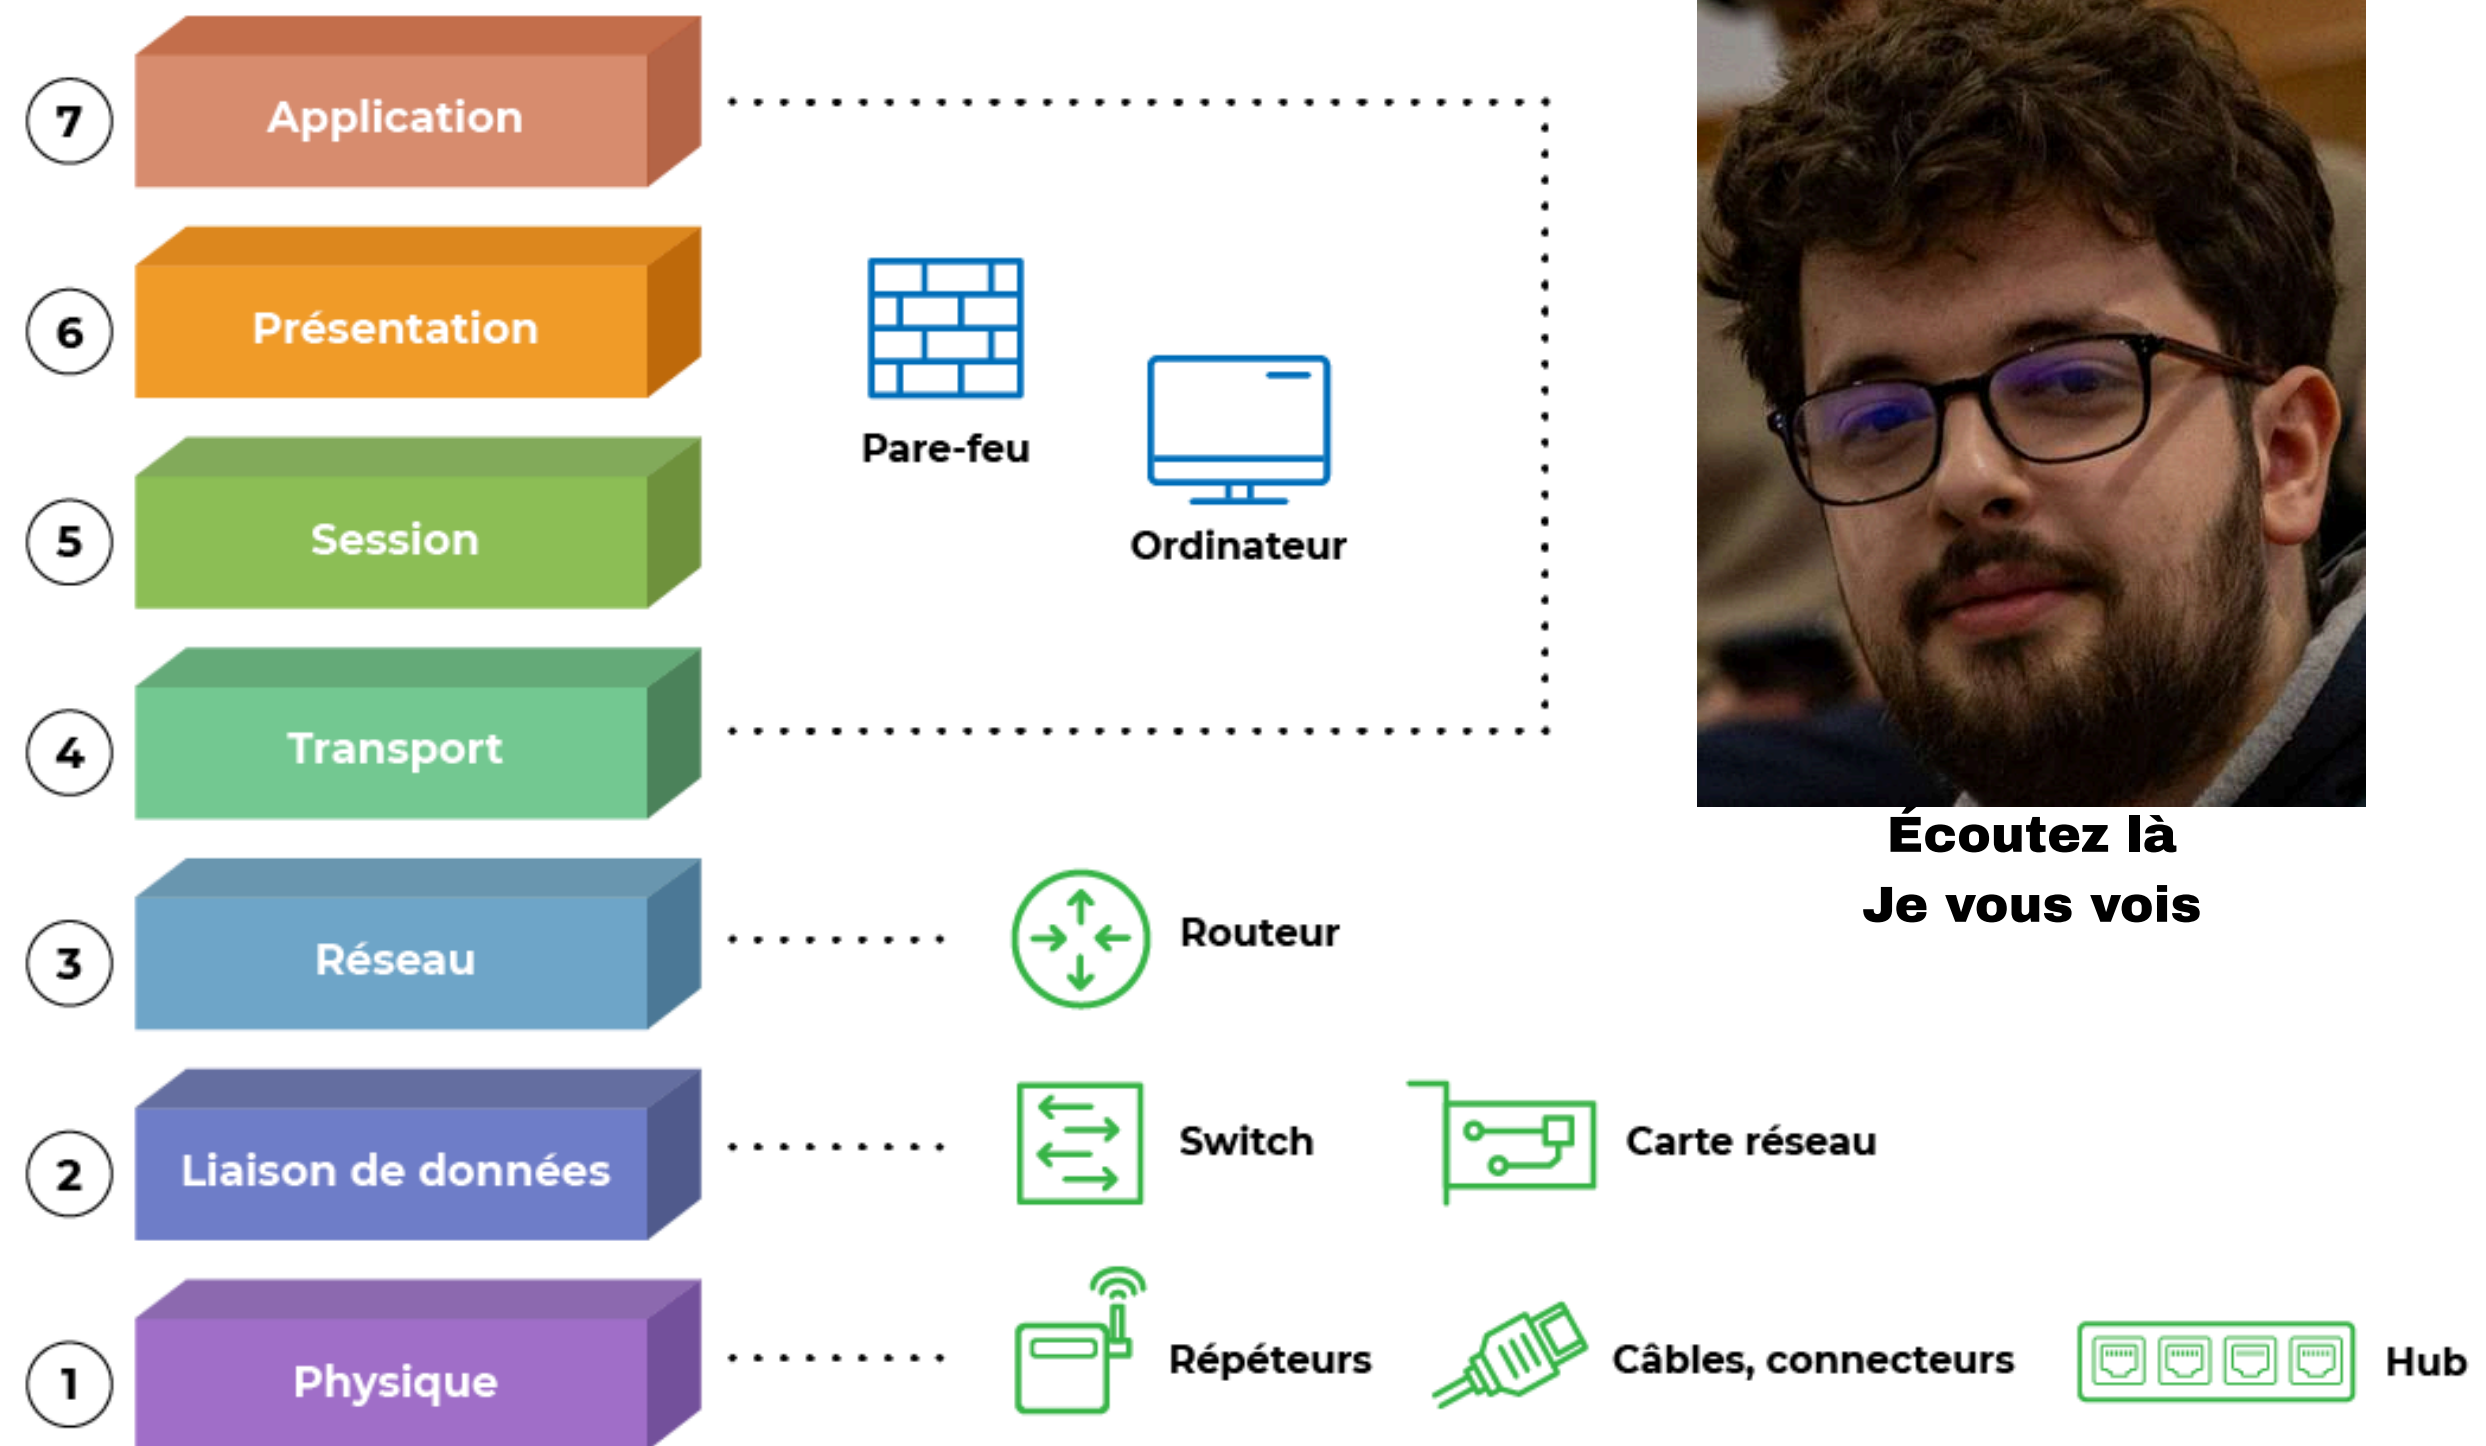 7
Application
6
Présentation
Pare-feu
5
Session
Ordinateur
4
Transport
Écoutez là
Je vous vois
3
Réseau
Routeur
2
Liaison de données
Switch
Carte réseau
1
Physique
Répéteurs
Câbles, connecteurs
Hub